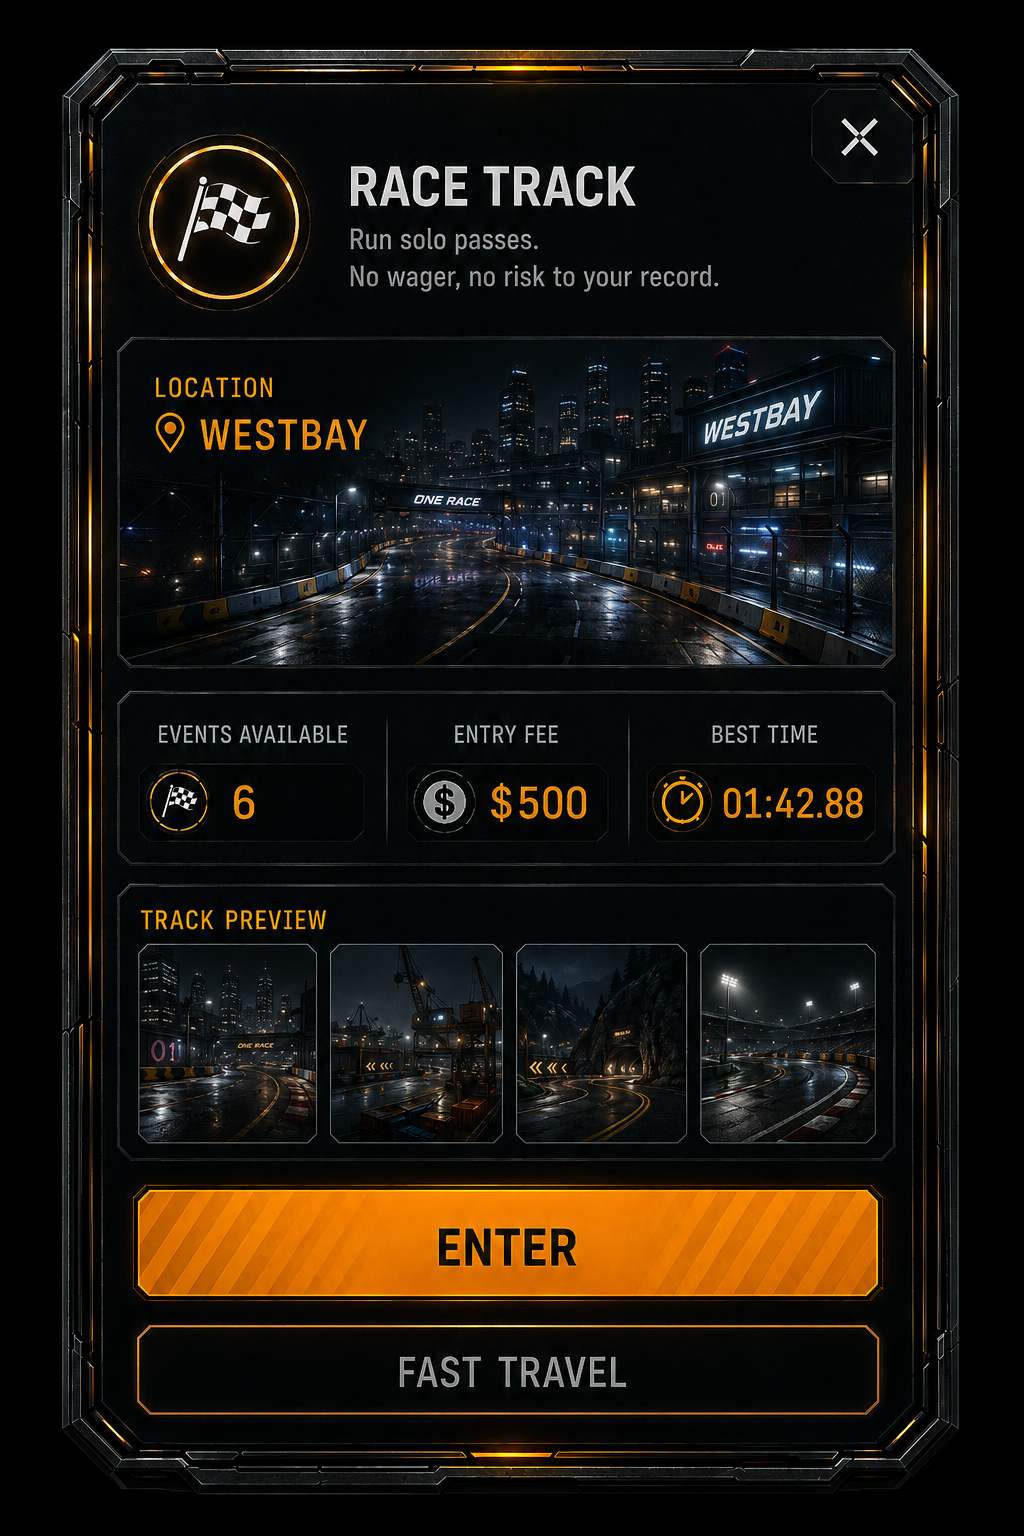 RACE TRACK
Run solo passes.
No wager, no risk to your record.
LOCATION
WESTBAY
WESTBAY
ONE RACE
01
EVENTS AVAILABLE
6
ENTRY FEE
$500
BEST TIME
01:42.88
TRACK PREVIEW
01
ONE RACE
ENTER
FAST TRAVEL